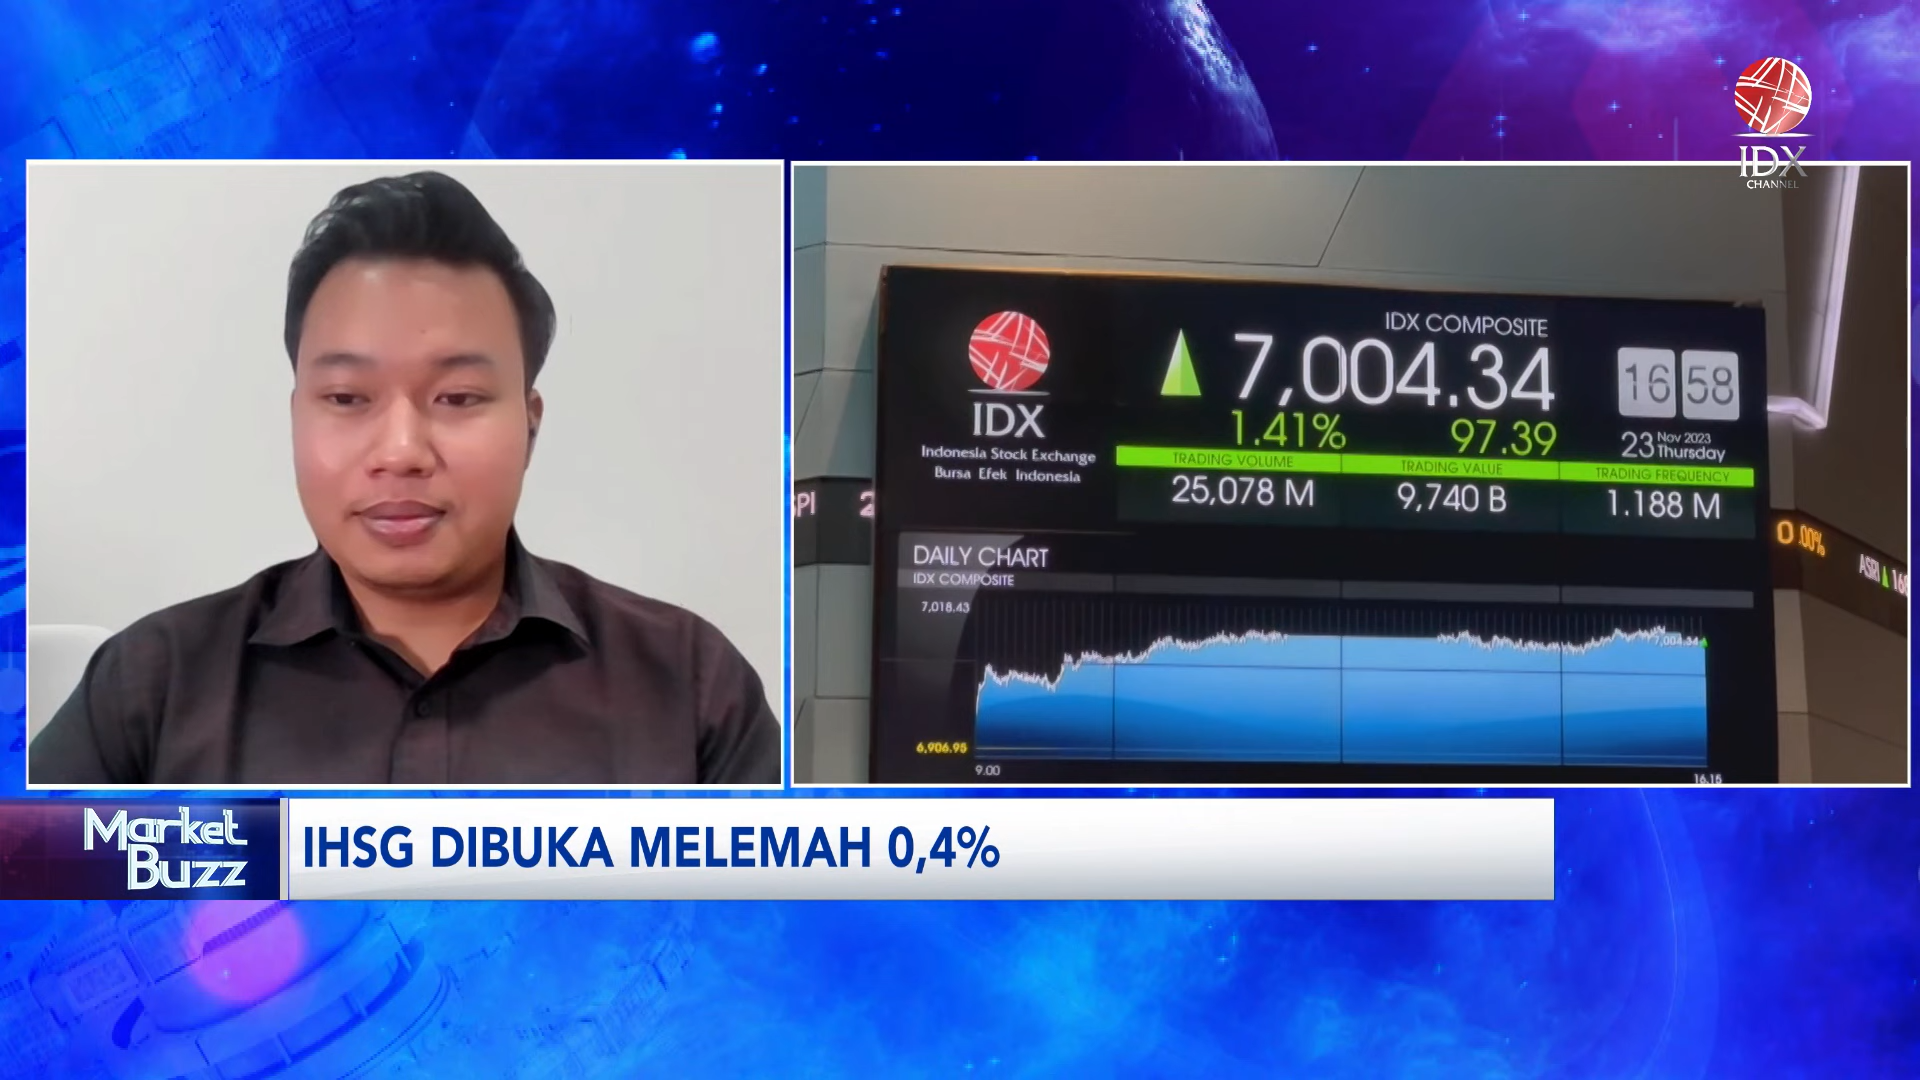 IDX
CHANNEL
IDX COMPOSITE
7,004.34
1.41% 97.39
16 58
23 Nov 2023
Thursday
IDX
Indonesia Stock Exchange
Bursa Efek Indonesia
TRADING VOLUME TRADING VALUE TRADING FREQUENCY
25,078 M 9,740 B 1.188 M
DAILY CHART
IDX COMPOSITE
7,018.43
7,004.34
6,906.95
9.00 16.15
0.00%
ASRI
Market
Buzz
IHSG DIBUKA MELEMAH 0,4%